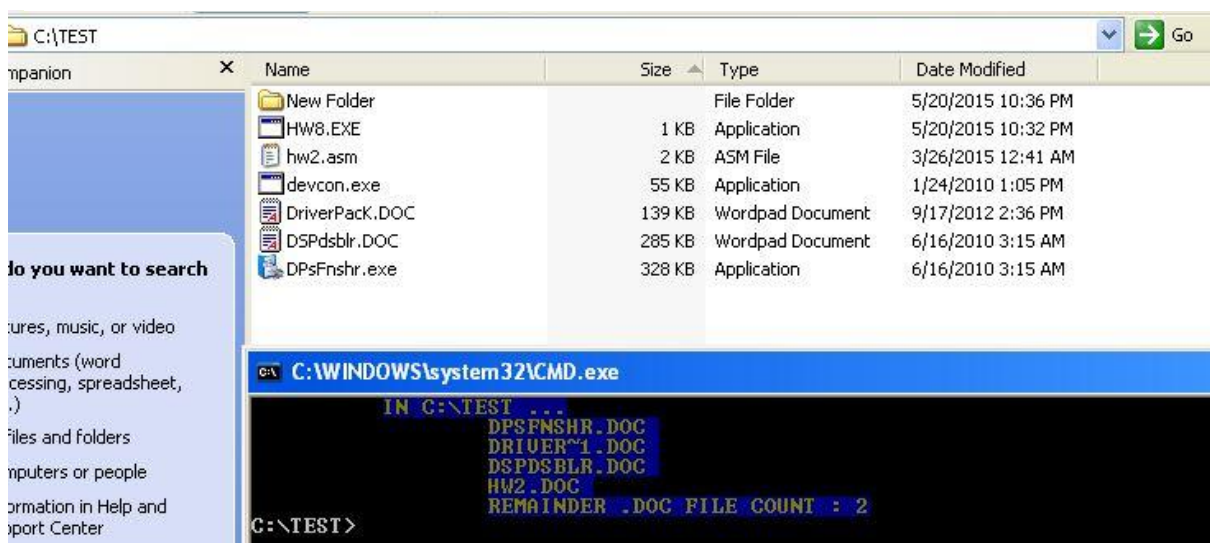 C:\TEST Go
mpanion X
Name Size Type Date Modified
New Folder File Folder 5/20/2015 10:36 PM
HW8.EXE 1 KB Application 5/20/2015 10:32 PM
hw2.asm 2 KB ASM File 3/26/2015 12:41 AM
devcon.exe 55 KB Application 1/24/2010 1:05 PM
DriverPacK.DOC 139 KB Wordpad Document 9/17/2012 2:36 PM
DSPdsblr.DOC 285 KB Wordpad Document 6/16/2010 3:15 AM
DPsFnshr.exe 328 KB Application 6/16/2010 3:15 AM
do you want to search
tures, music, or video
cuments (word
ocessing, spreadsheet,
.)
files and folders
mputers or people
ormation in Help and
pport Center
C:\WINDOWS\system32\CMD.exe
IN C:\TEST ...
DPSFNSHR.DOC
DRIVER~1.DOC
DSPDSBLR.DOC
HW2.DOC
REMAINDER .DOC FILE COUNT : 2
C:\TEST>